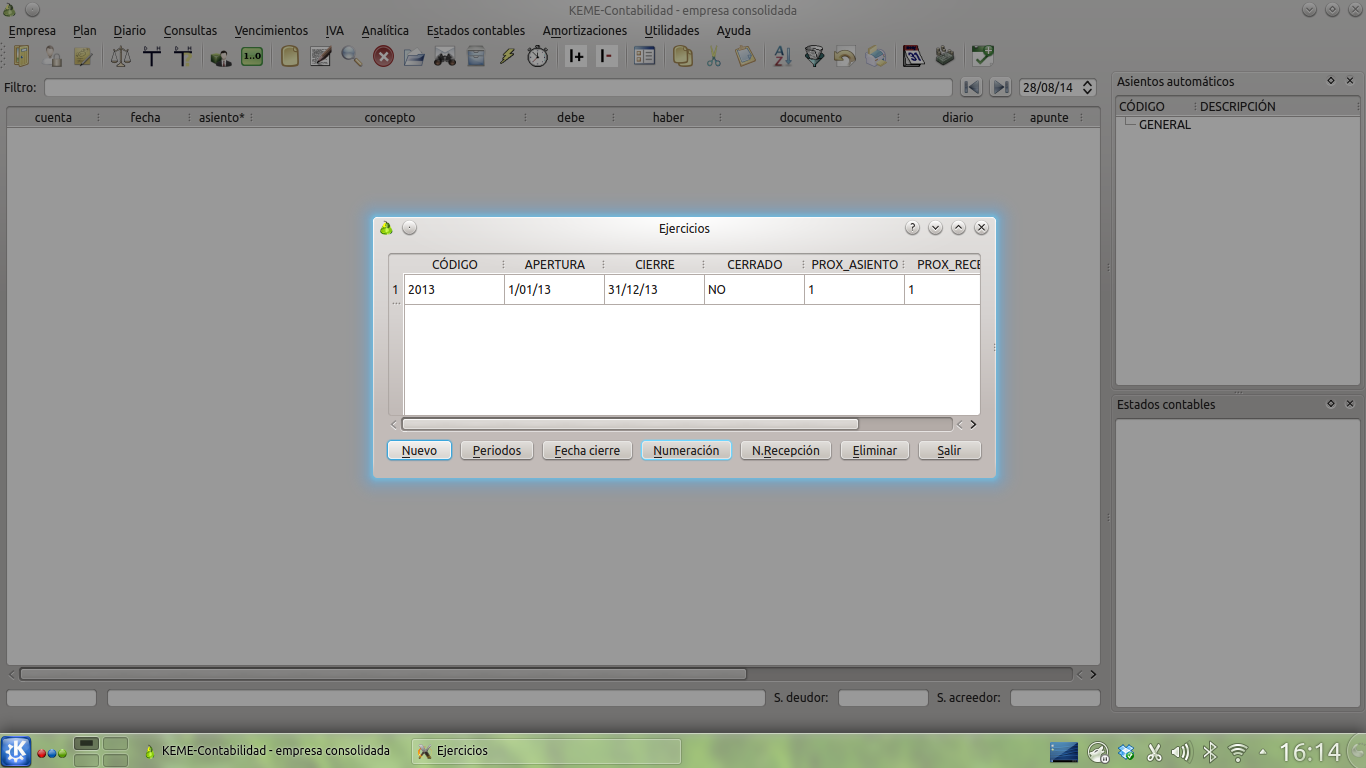 KEME-Contabilidad - empresa consolidada
Empresa Plan Diario Consultas Vencimientos IVA Analítica Estados contables Amortizaciones Utilidades Ayuda
1..0 I+ I-
Filtro: 28/08/14
cuenta fecha asiento* concepto debe haber documento diario apunte
Asientos automáticos
CÓDIGO DESCRIPCIÓN
GENERAL
Ejercicios
CÓDIGO APERTURA CIERRE CERRADO PROX_ASIENTO PROX_RECE
1 2013 1/01/13 31/12/13 NO 1 1
Nuevo Periodos Fecha cierre Numeración N.Recepción Eliminar Salir
Estados contables
S. deudor: S. acreedor:
KEME-Contabilidad - empresa consolidada Ejercicios 16:14